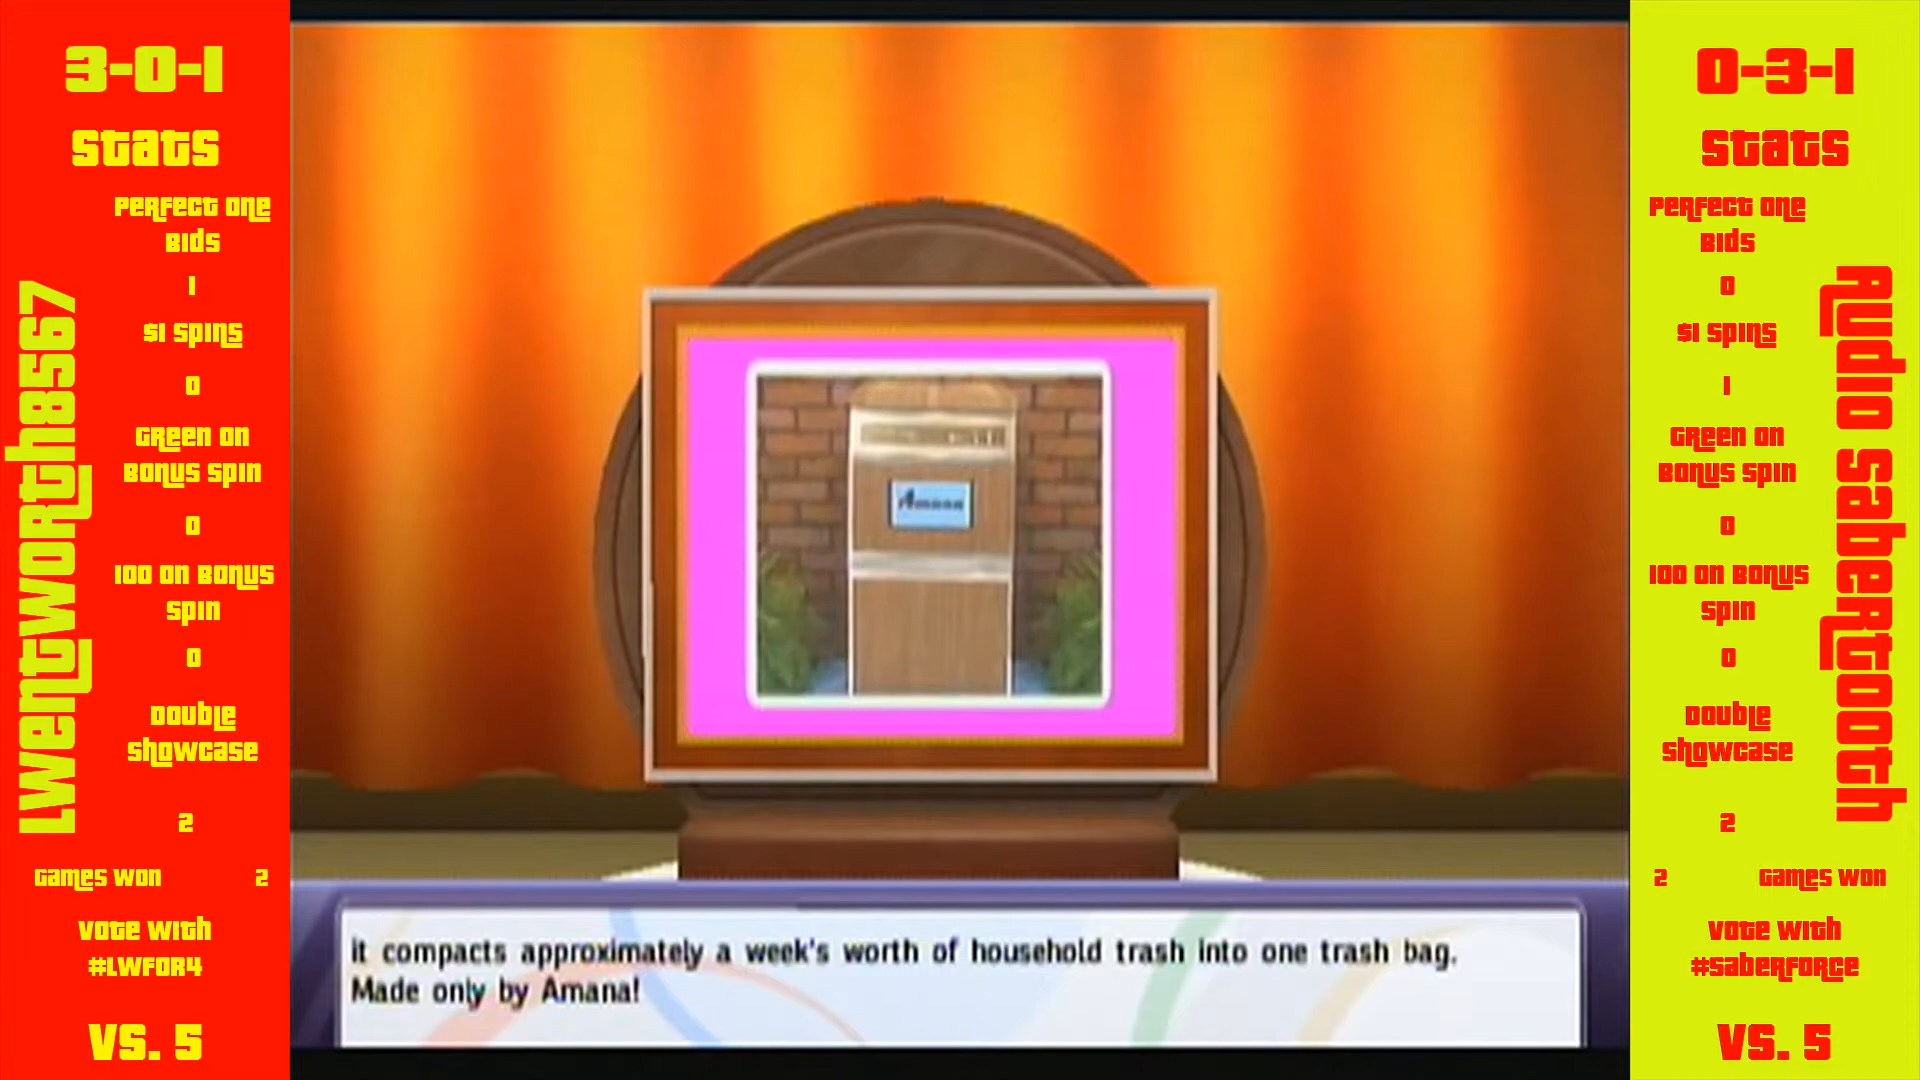 3-0-1
Stats
Perfect One
Bids
1
$1 Spins
0
Green on
Bonus Spin
0
100 on Bonus
Spin
0
Double
Showcase
2
Games Won 2
Vote With
#LWFOR4
VS. 5
Lwentworth8567
Amana
it compacts approximately a week's worth of household trash into one trash bag.
Made only by Amana!
0-3-1
Stats
Perfect One
Bids
0
$1 Spins
1
Green on
Bonus Spin
0
100 on Bonus
Spin
0
Double
Showcase
2
2 Games Won
Vote With
#SaberForce
VS. 5
Audio Sabertooth